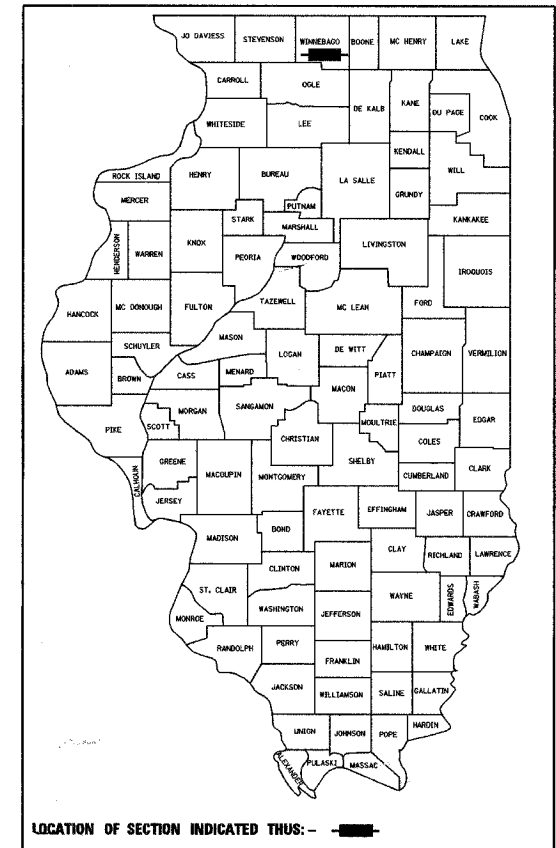 JO DAVIESS STEVENSON WINNEBAGO BOONE MC HENRY LAKE
CARROLL OGLE
DE KALB KANE DU PAGE COOK
WHITESIDE LEE
KENDALL
ROCK ISLAND HENRY BUREAU LA SALLE WILL
MERCER PUTNAM GRUNDY
STARK MARSHALL KANKAKEE
HENDERSON WARREN KNOX PEORIA WOODFORD LIVINGSTON IROQUOIS
HANCOCK MC DONOUGH FULTON TAZEWELL MC LEAN FORD
SCHUYLER MASON LOGAN DE WITT CHAMPAIGN VERMILION
ADAMS BROWN CASS MENARD MACON PIATT
PIKE SCOTT MORGAN SANGAMON MOULTRIE DOUGLAS EDGAR
CHRISTIAN COLES
CALHOUN GREENE MACOUPIN MONTGOMERY SHELBY CUMBERLAND CLARK
JERSEY FAYETTE EFFINGHAM JASPER CRAWFORD
MADISON BOND
CLAY RICHLAND LAWRENCE
CLINTON MARION
ST. CLAIR WAYNE EDWARDS WABASH
MONROE WASHINGTON JEFFERSON
RANDOLPH PERRY HAMILTON WHITE
FRANKLIN
JACKSON WILLIAMSON SALINE GALLATIN
UNION JOHNSON POPE HARDIN
ALEXANDER PULASKI MASSAC
LOCATION OF SECTION INDICATED THUS: -